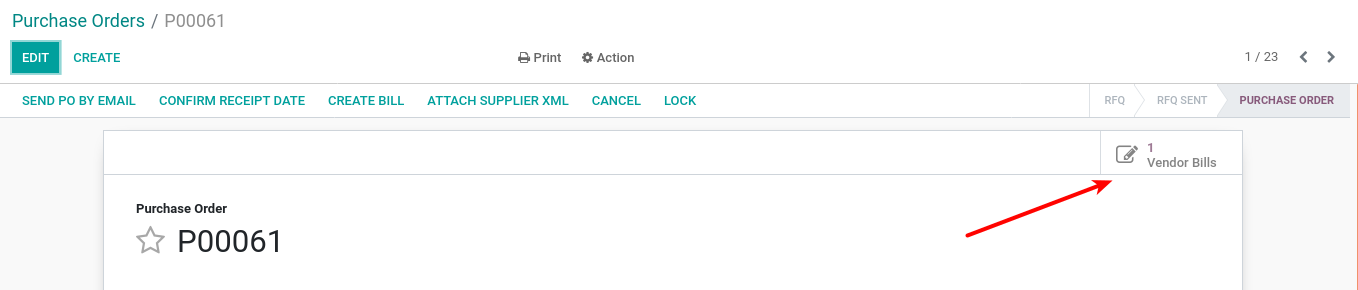 Purchase Orders / P00061
EDIT CREATE Print Action 1 / 23
SEND PO BY EMAIL CONFIRM RECEIPT DATE CREATE BILL ATTACH SUPPLIER XML CANCEL LOCK RFQ RFQ SENT PURCHASE ORDER
1
Vendor Bills
Purchase Order
P00061